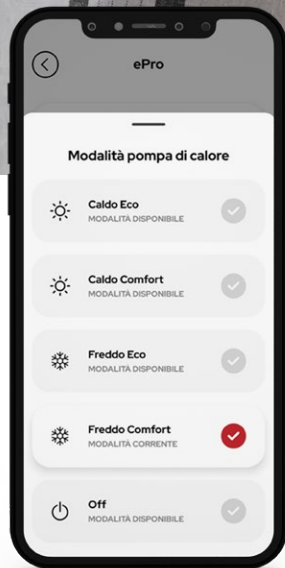 ePro
Modalità pompa di calore
Caldo Eco
MODALITÀ DISPONIBILE
Caldo Comfort
MODALITÀ DISPONIBILE
Freddo Eco
MODALITÀ DISPONIBILE
Freddo Comfort
MODALITÀ CORRENTE
Off
MODALITÀ DISPONIBILE